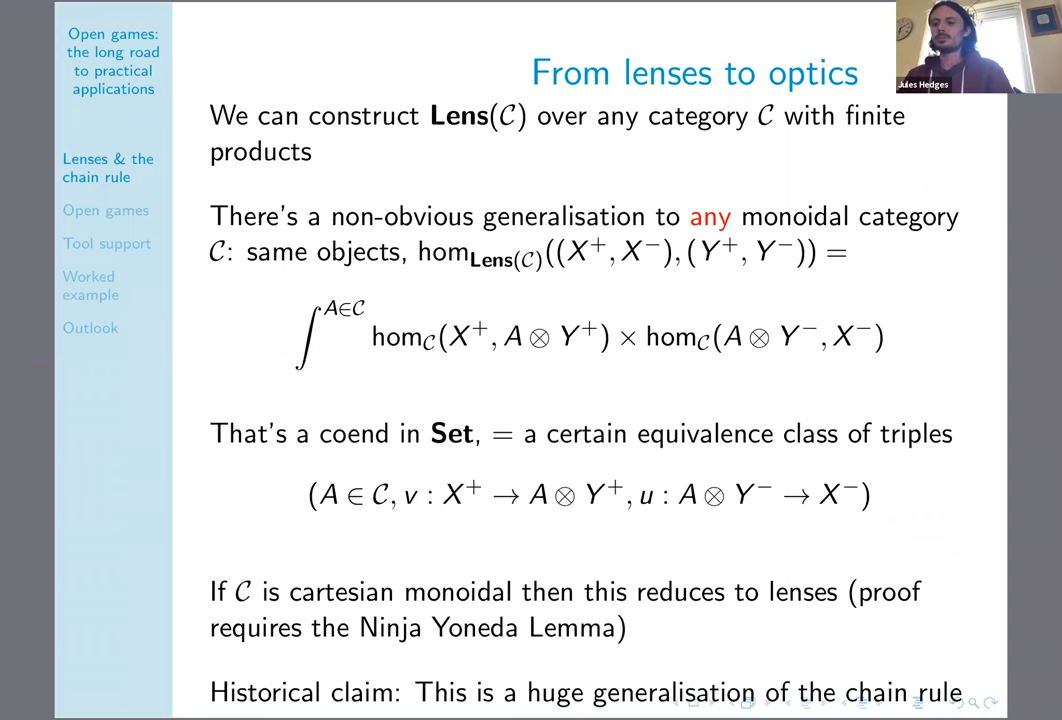 Open games:
the long road
to practical
applications
Lenses & the
chain rule
Open games
Tool support
Worked
example
Outlook
Jules Hedges
From lenses to optics
We can construct Lens(𝒞) over any category 𝒞 with finite
products
There's a non-obvious generalisation to any monoidal category
𝒞: same objects, hom_Lens(𝒞)((X⁺, X⁻), (Y⁺, Y⁻)) =
∫^{A∈𝒞} hom_𝒞(X⁺, A ⊗ Y⁺) × hom_𝒞(A ⊗ Y⁻, X⁻)
That's a coend in Set, = a certain equivalence class of triples
(A ∈ 𝒞, v : X⁺ → A ⊗ Y⁺, u : A ⊗ Y⁻ → X⁻)
If 𝒞 is cartesian monoidal then this reduces to lenses (proof
requires the Ninja Yoneda Lemma)
Historical claim: This is a huge generalisation of the chain rule